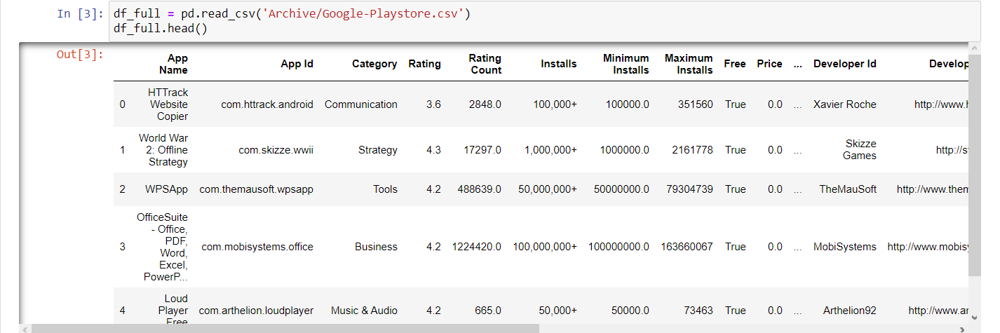 In [3]: df_full = pd.read_csv('Archive/Google-Playstore.csv')
df_full.head()
Out[3]:
App Name App Id Category Rating Rating Count Installs Minimum Installs Maximum Installs Free Price ... Developer Id Develop
0 HTTrack Website Copier com.httrack.android Communication 3.6 2848.0 100,000+ 100000.0 351560 True 0.0 ... Xavier Roche http://www.h
1 World War 2: Offline Strategy com.skizze.wwii Strategy 4.3 17297.0 1,000,000+ 1000000.0 2161778 True 0.0 ... Skizze Games http://s
2 WPSApp com.themausoft.wpsapp Tools 4.2 488639.0 50,000,000+ 50000000.0 79304739 True 0.0 ... TheMauSoft http://www.them
3 OfficeSuite - Office, PDF, Word, Excel, PowerP... com.mobisystems.office Business 4.2 1224420.0 100,000,000+ 100000000.0 163660067 True 0.0 ... MobiSystems http://www.mobisy
4 Loud Player Free com.arthelion.loudplayer Music & Audio 4.2 665.0 50,000+ 50000.0 73463 True 0.0 ... Arthelion92 http://www.ar